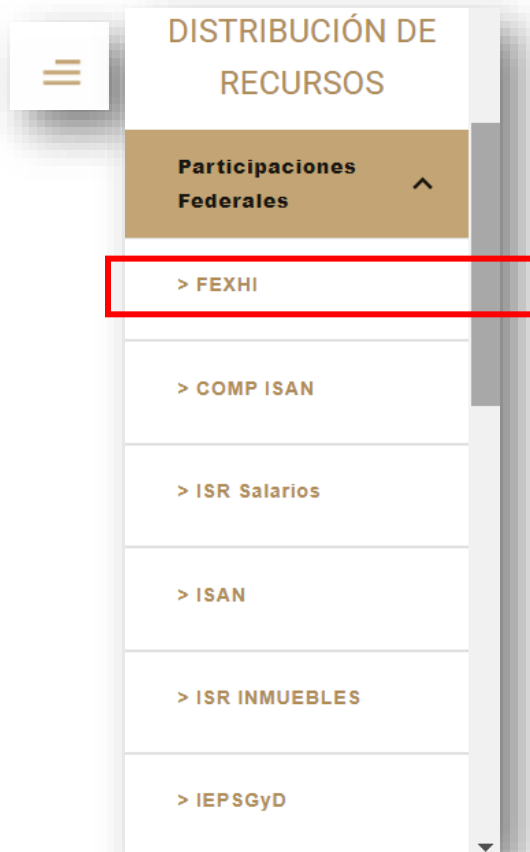 DISTRIBUCIÓN DE
RECURSOS
Participaciones
Federales
> FEXHI
> COMP ISAN
> ISR Salarios
> ISAN
> ISR INMUEBLES
> IEPSGyD